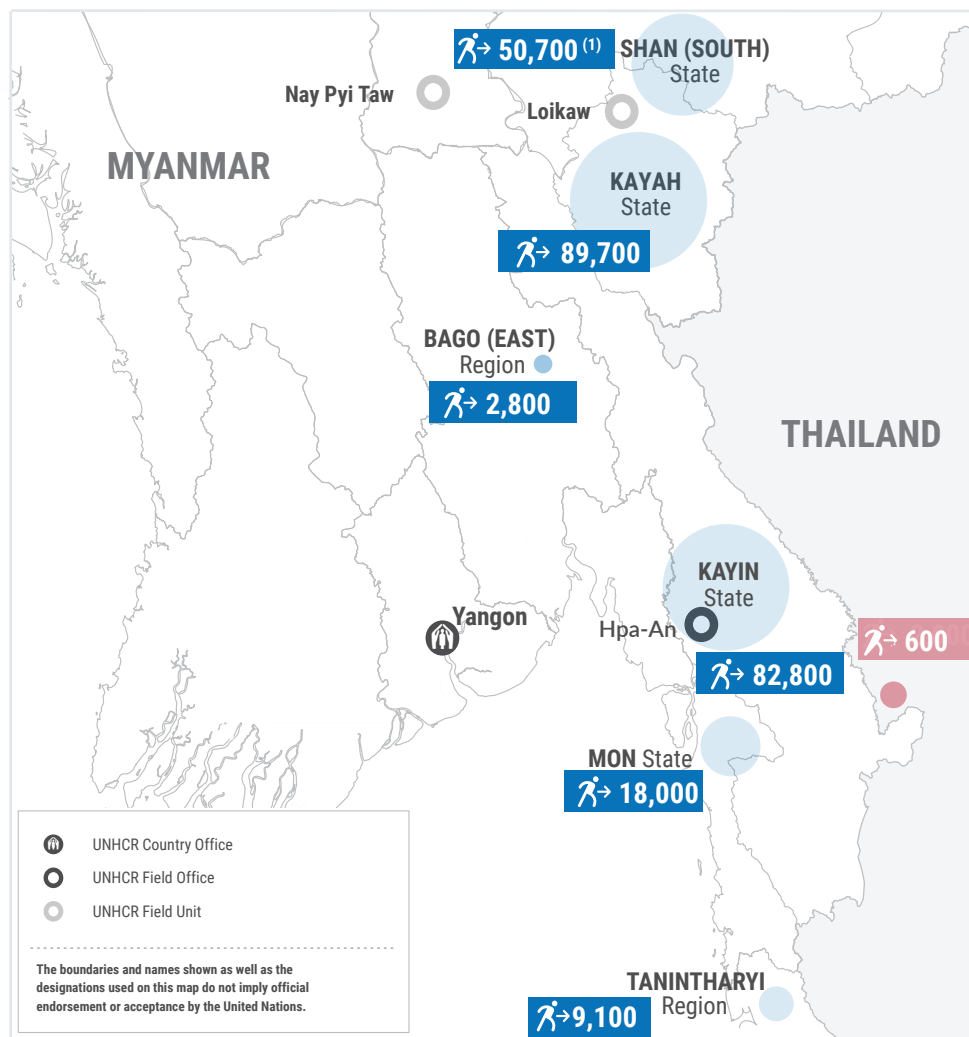 50,700 (1)
SHAN (SOUTH)
State
Nay Pyi Taw
Loikaw
MYANMAR
KAYAH
State
89,700
BAGO (EAST)
Region
2,800
THAILAND
KAYIN
State
Yangon
Hpa-An
600
82,800
MON State
18,000
UNHCR Country Office
UNHCR Field Office
UNHCR Field Unit
The boundaries and names shown as well as the
designations used on this map do not imply official
endorsement or acceptance by the United Nations.
TANINTHARYI
Region
9,100